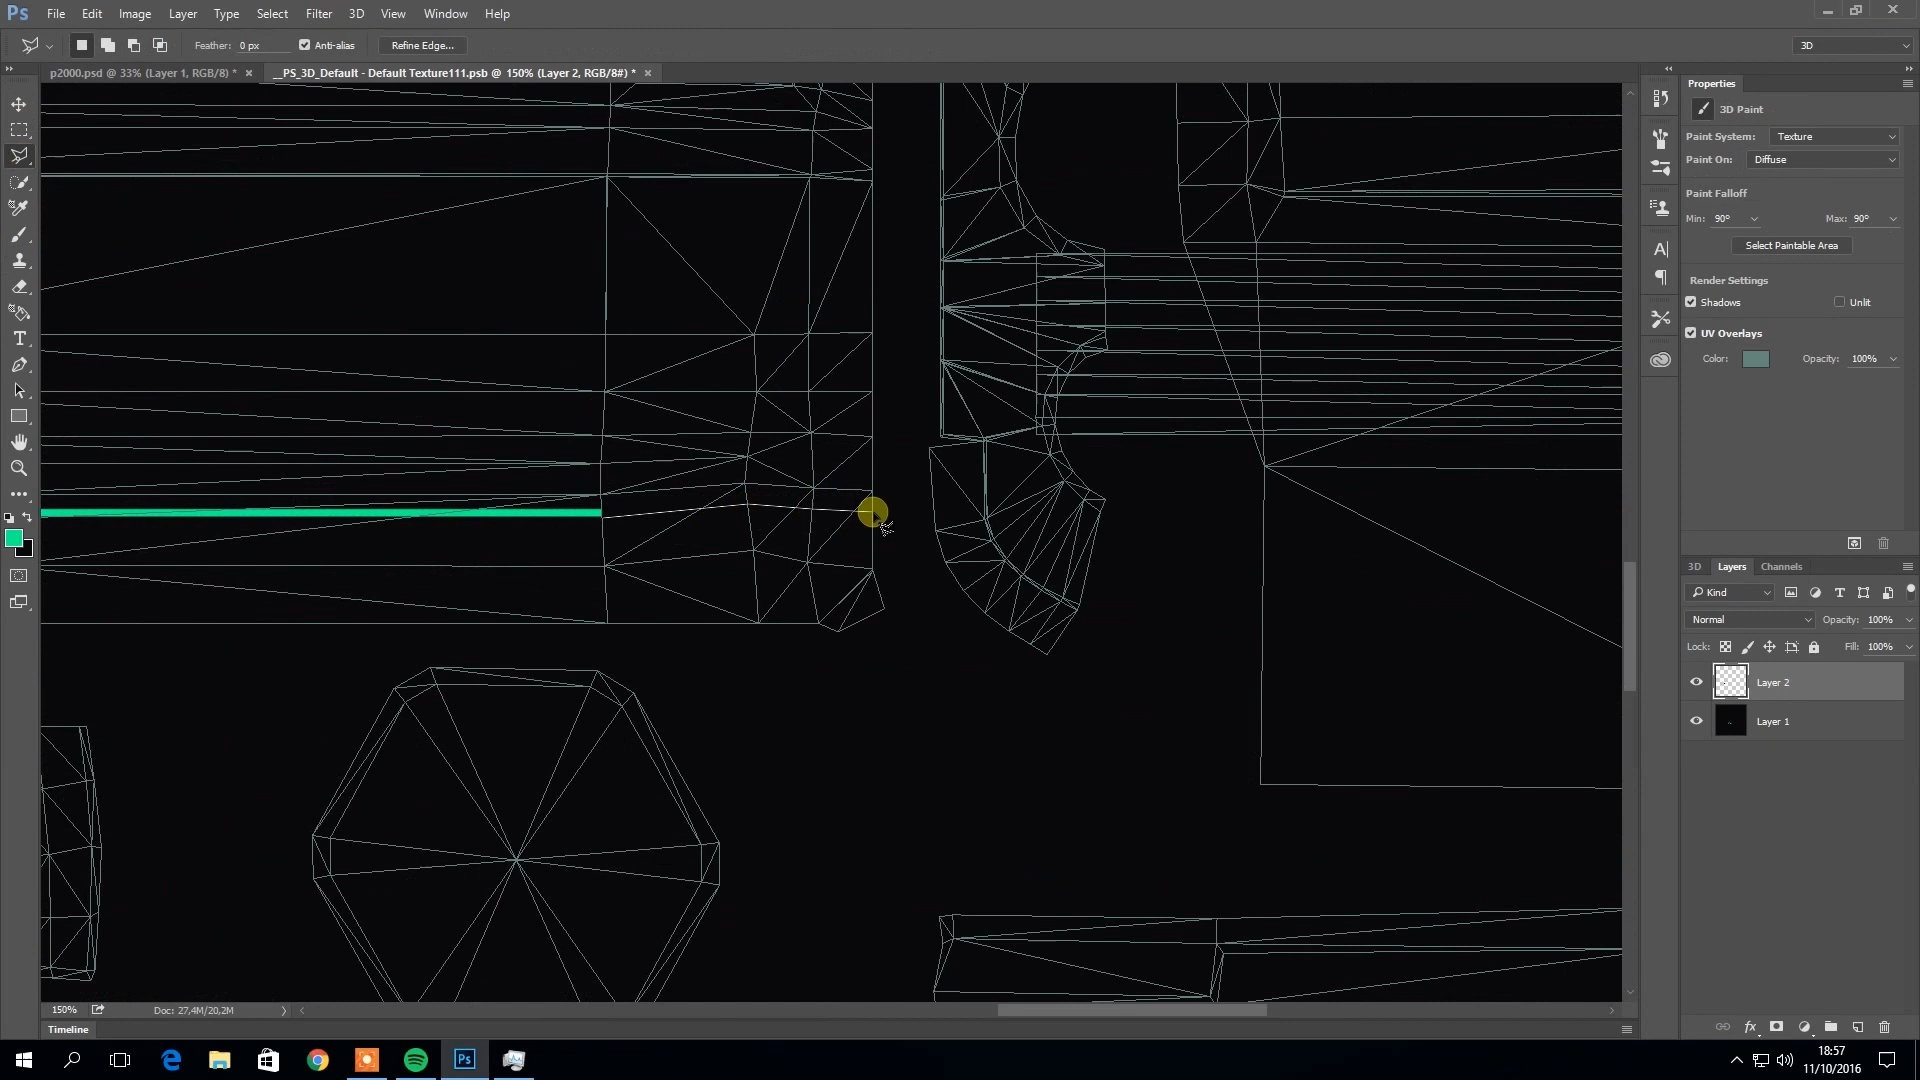 Ps File Edit Image Layer Type Select Filter 3D View Window Help
Feather: 0 px Anti-alias Refine Edge... 3D
p2000.psd @ 33% (Layer 1, RGB/8) * × __PS_3D_Default - Default Texture111.psb @ 150% (Layer 2, RGB/8#) * ×
Properties
3D Paint
Paint System: Texture
Paint On: Diffuse
Paint Falloff
Min: 90° Max: 90°
Select Paintable Area
Render Settings
Shadows Unlit
UV Overlays
Color: Opacity: 100%
3D Layers Channels
Kind
Normal Opacity: 100%
Lock: Fill: 100%
Layer 2
Layer 1
150% Doc: 27,4M/20,2M
Timeline
18:57
11/10/2016